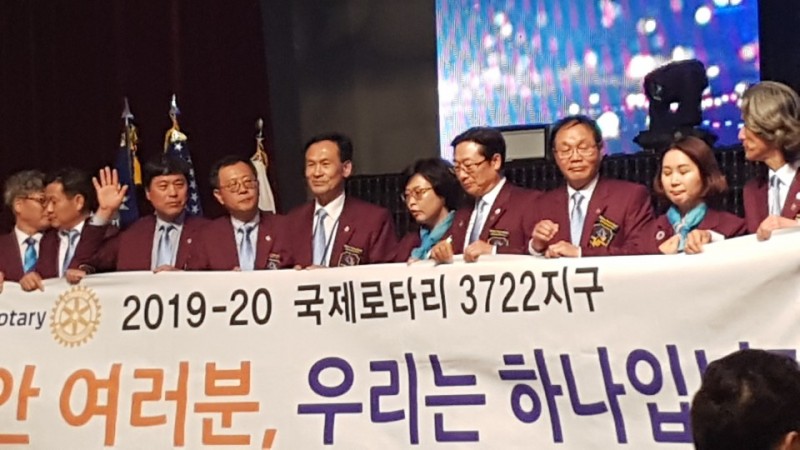 otary 2019-20 국제로타리 3722지구
안 여러분, 우리는 하나입